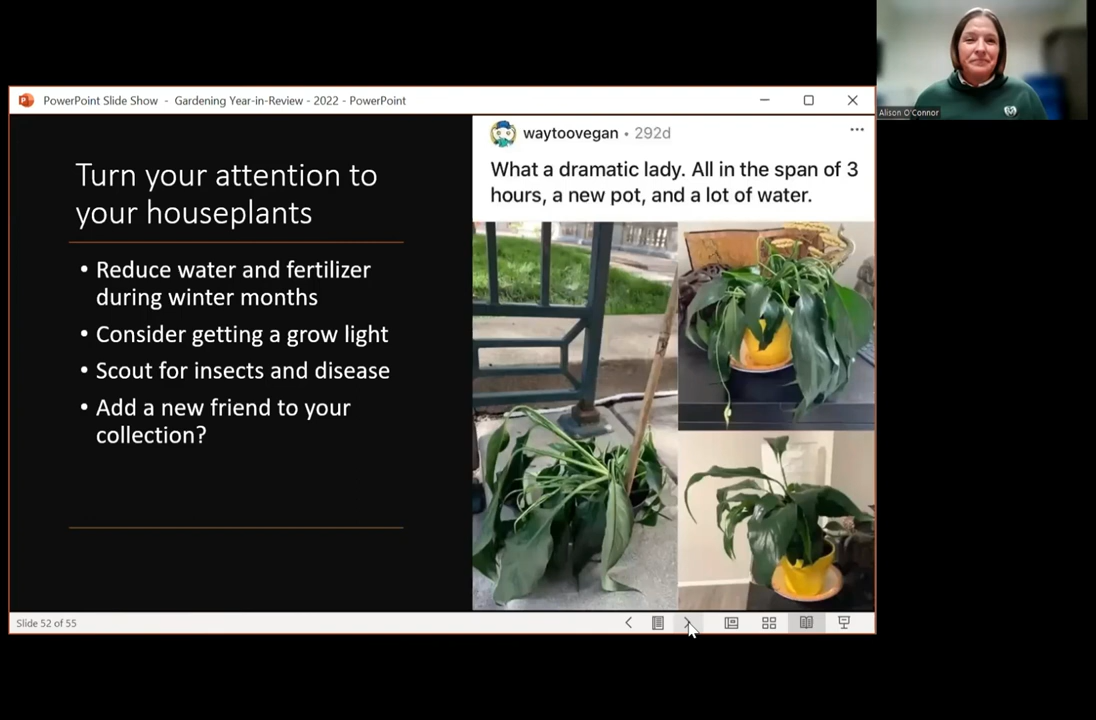 PowerPoint Slide Show - Gardening Year-in-Review - 2022 - PowerPoint
Alison O'Connor
Turn your attention to
your houseplants
• Reduce water and fertilizer
during winter months
• Consider getting a grow light
• Scout for insects and disease
• Add a new friend to your
collection?
waytoovegan • 292d
What a dramatic lady. All in the span of 3
hours, a new pot, and a lot of water.
Slide 52 of 55